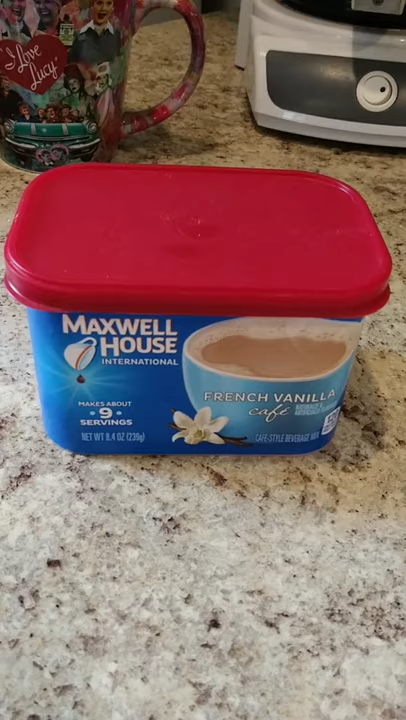 I Love
Lucy
MAXWELL
HOUSE
INTERNATIONAL
MAKES ABOUT
9
SERVINGS
NET WT 8.4 OZ (239g)
FRENCH VANILLA
café
CAFE-STYLE BEVERAGE MIX